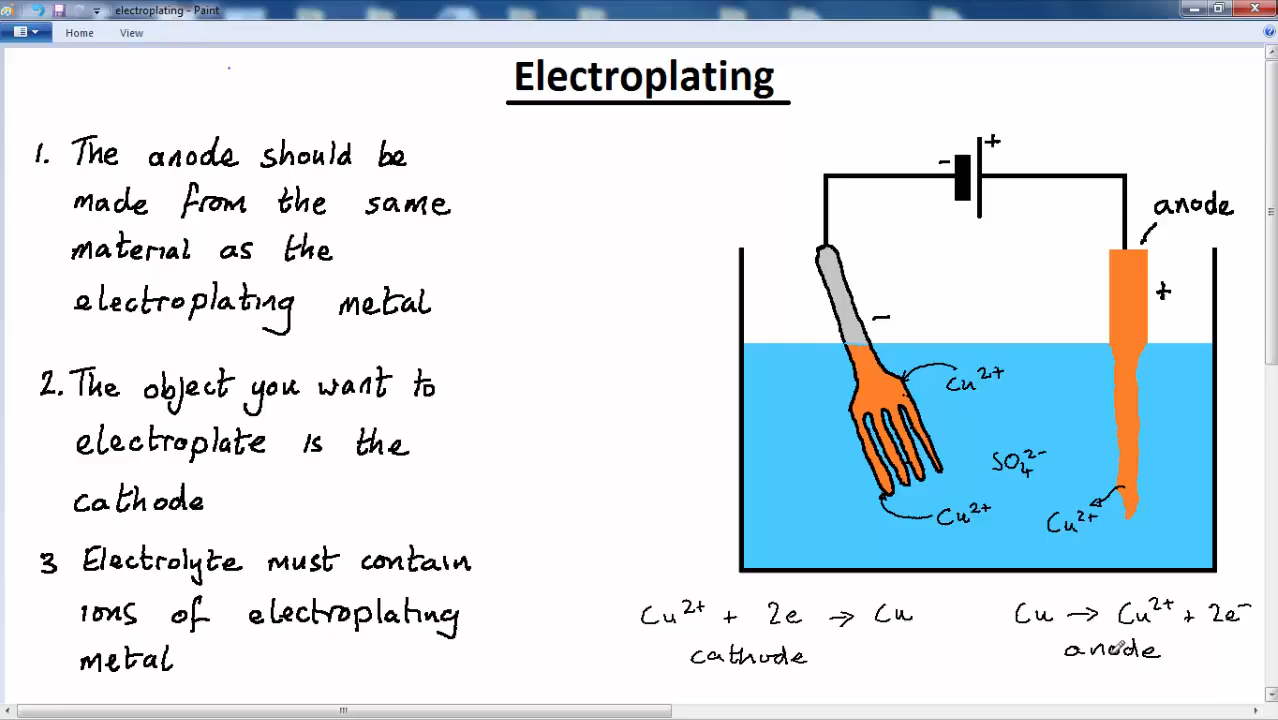 electroplating - Paint
Home View
Electroplating
1. The anode should be
made from the same
material as the
electroplating metal
2. The object you want to
electroplate is the
cathode
3 Electrolyte must contain
ions of electroplating
metal
- +
anode
+
-
Cu²⁺
SO₄²⁻
Cu²⁺
Cu²⁺
Cu²⁺ + 2e → Cu
cathode
Cu → Cu²⁺ + 2e⁻
anode